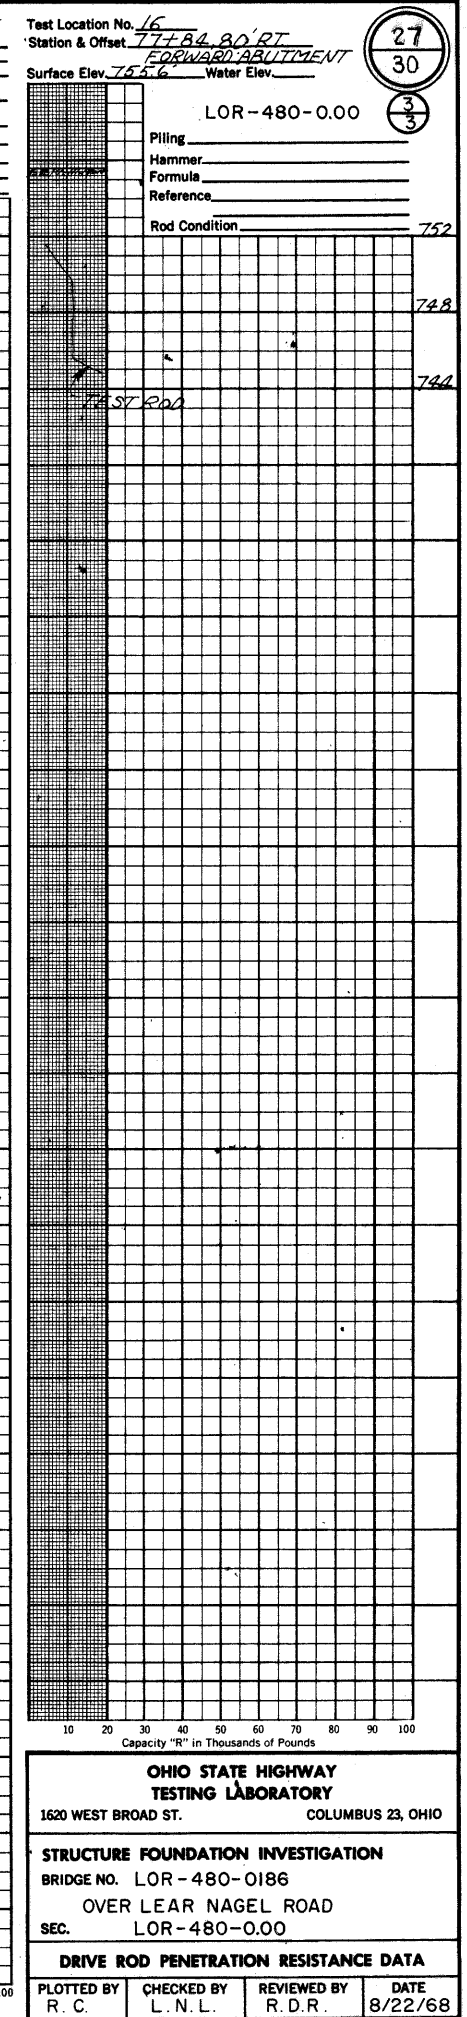 Test Location No. 16
Station & Offset 77+84, 80' RT
FORWARD ABUTMENT
Surface Elev. 755.6' Water Elev.
27
30
LOR-480-0.00
3
3
Piling
Hammer
Formula
Reference
Rod Condition
752
748
744
TEST ROD
10 20 30 40 50 60 70 80 90 100
Capacity "R" in Thousands of Pounds
OHIO STATE HIGHWAY
TESTING LABORATORY
1620 WEST BROAD ST. COLUMBUS 23, OHIO
STRUCTURE FOUNDATION INVESTIGATION
BRIDGE NO. LOR-480-0186
OVER LEAR NAGEL ROAD
SEC. LOR-480-0.00
DRIVE ROD PENETRATION RESISTANCE DATA
PLOTTED BY CHECKED BY REVIEWED BY DATE
R. C. L. N. L. R. D. R. 8/22/68